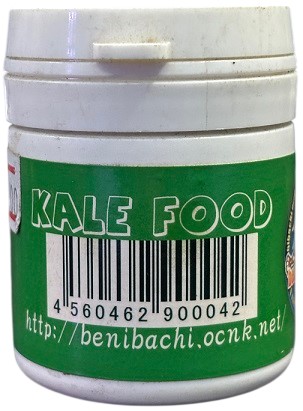 KALE FOOD
4 560462 900042
http://benibachi.ocnk.net/